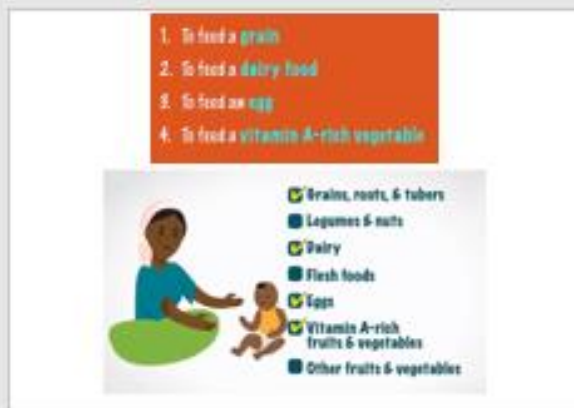 1. To feed a grain
2. To feed a dairy food
3. To feed an egg
4. To feed a vitamin A-rich vegetable
Grains, roots, & tubers
Legumes & nuts
Dairy
Flesh foods
Eggs
Vitamin A-rich
fruits & vegetables
Other fruits & vegetables